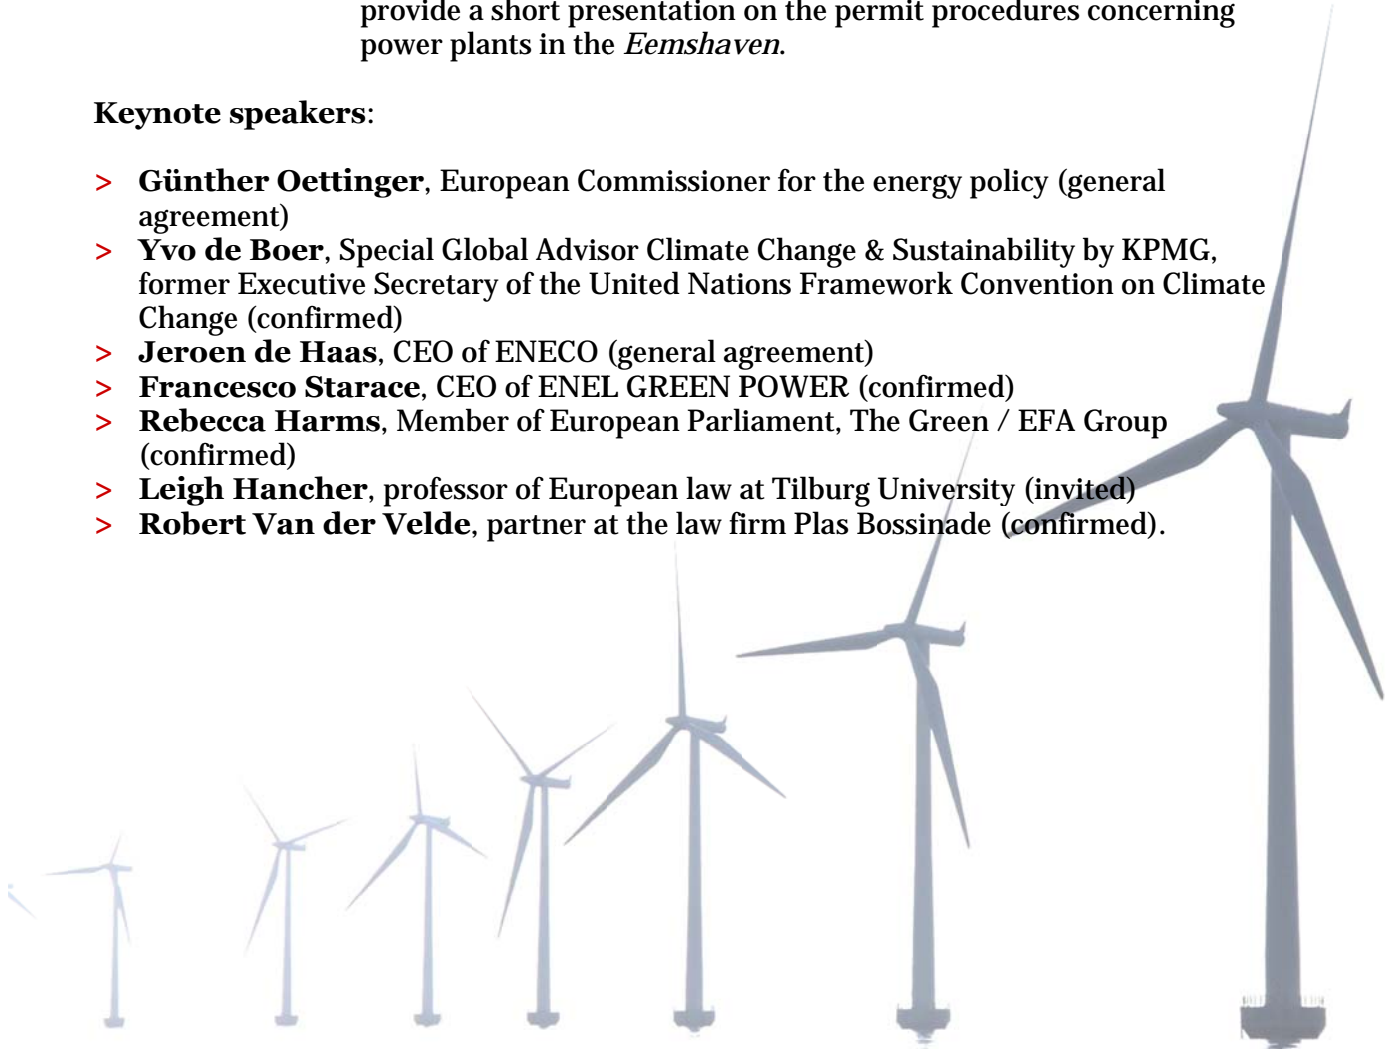 provide a short presentation on the permit procedures concerning
power plants in the Eemshaven.
Keynote speakers:
> Günther Oettinger, European Commissioner for the energy policy (general
agreement)
> Yvo de Boer, Special Global Advisor Climate Change & Sustainability by KPMG,
former Executive Secretary of the United Nations Framework Convention on Climate
Change (confirmed)
> Jeroen de Haas, CEO of ENECO (general agreement)
> Francesco Starace, CEO of ENEL GREEN POWER (confirmed)
> Rebecca Harms, Member of European Parliament, The Green / EFA Group
(confirmed)
> Leigh Hancher, professor of European law at Tilburg University (invited)
> Robert Van der Velde, partner at the law firm Plas Bossinade (confirmed).